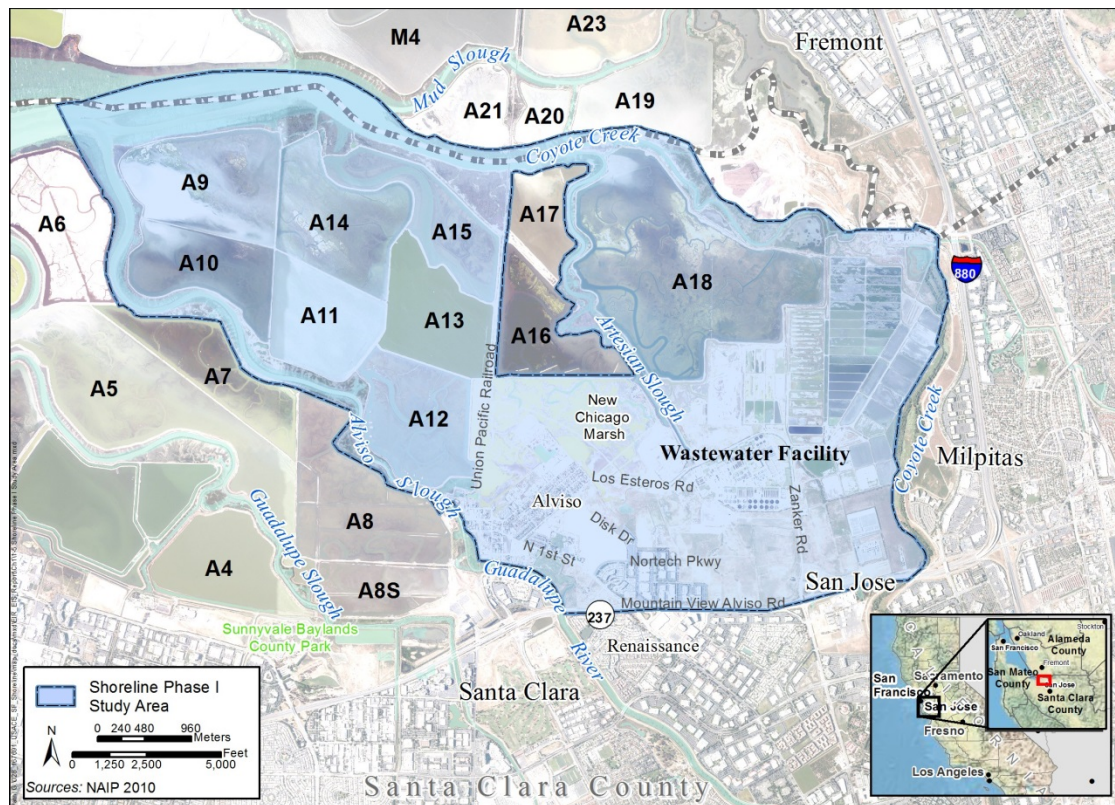 M4
A23
Fremont
Mud Slough
A21
A20
A19
Coyote Creek
A6
A9
A14
A15
A17
A10
A18
880
A11
A13
A16
Artesian Slough
A5
A7
Union Pacific Railroad
New
Chicago
Marsh
A12
Alviso Slough
Wastewater Facility
Coyote Creek
Milpitas
Los Esteros Rd
Zanker Rd
Alviso
Guadalupe Slough
A8
Disk Dr
N 1st St
Nortech Pkwy
A4
A8S
Guadalupe River
San Jose
Mountain View Alviso Rd
237
Sunnyvale Baylands
County Park
Renaissance
Santa Clara
Santa Clara County
Shoreline Phase I
Study Area
N
0 240 480 960
Meters
Feet
0 1,250 2,500 5,000
Sources: NAIP 2010
Sacramento
San
Francisco
San Jose
Fresno
Los Angeles
Stockton
Oakland
Alameda
County
San Francisco
Fremont
San Mateo
County
San Jose
Santa Clara
County